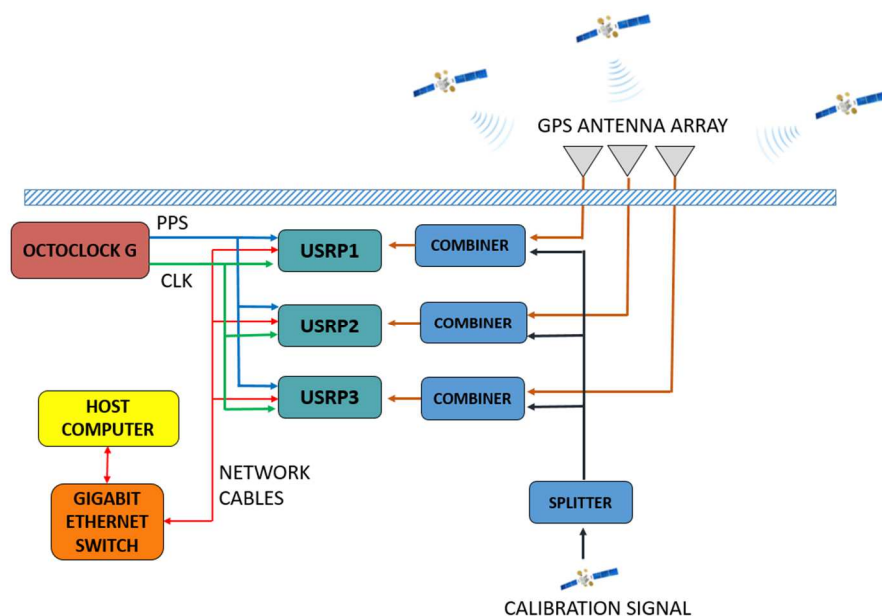 GPS ANTENNA ARRAY
PPS
OCTOCLOCK G
CLK
USRP1
COMBINER
USRP2
COMBINER
USRP3
COMBINER
HOST
COMPUTER
NETWORK
CABLES
GIGABIT
ETHERNET
SWITCH
SPLITTER
CALIBRATION SIGNAL